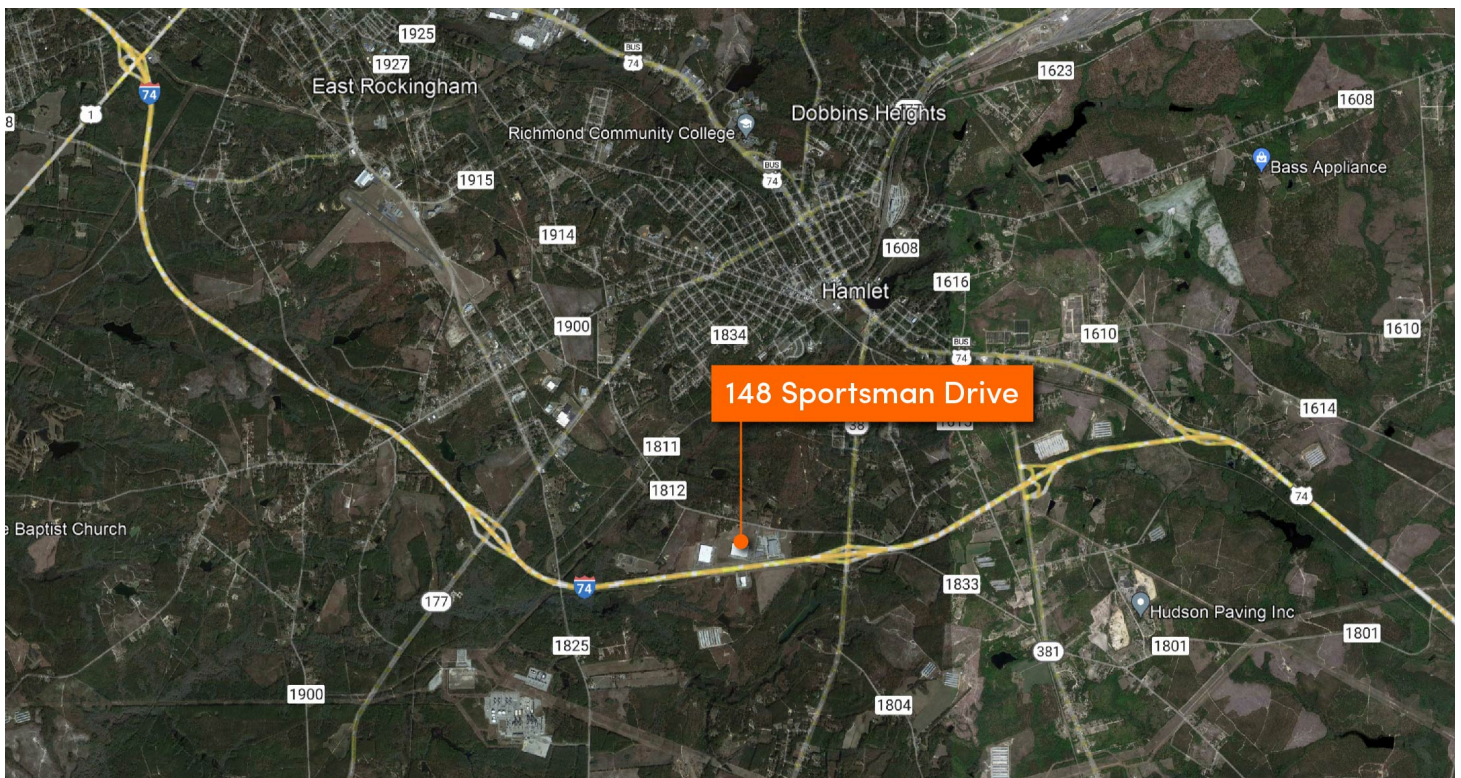 1925
BUS
74
1927
East Rockingham
1623
74
1608
1
Dobbins Heights
Richmond Community College
8
Bass Appliance
BUS
74
1915
1914
1608
1616
Hamlet
1900
1834
1610
1610
BUS
74
148 Sportsman Drive
1614
38
1811
1812
74
e Baptist Church
1833
74
177
Hudson Paving Inc
1825
1801
1801
381
1900
1804